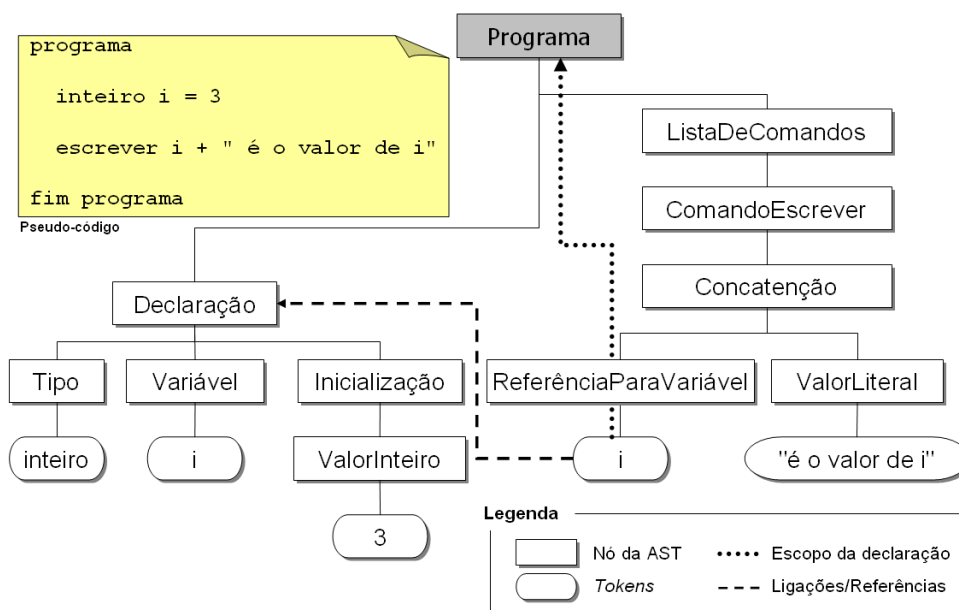 programa
inteiro i = 3
escrever i + " é o valor de i"
fim programa
Pseudo-código
Programa
ListaDeComandos
ComandoEscrever
Concatenção
Declaração
Tipo
Variável
Inicialização
ReferênciaParaVariável
ValorLiteral
inteiro
i
ValorInteiro
i
"é o valor de i"
3
Legenda
Nó da AST
Escopo da declaração
Tokens
Ligações/Referências